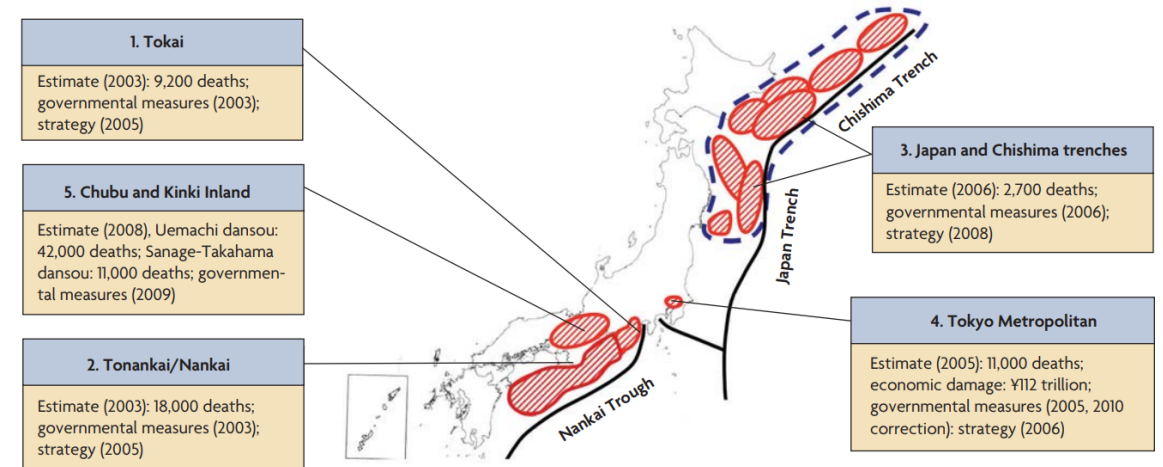 1. Tokai
Estimate (2003): 9,200 deaths;
governmental measures (2003);
strategy (2005)
5. Chubu and Kinki Inland
Estimate (2008), Uemachi dansou:
42,000 deaths; Sanage-Takahama
dansou: 11,000 deaths; governmen-
tal measures (2009)
2. Tonankai/Nankai
Estimate (2003): 18,000 deaths;
governmental measures (2003);
strategy (2005)
Chishima Trench
Japan Trench
Nankai Trough
3. Japan and Chishima trenches
Estimate (2006): 2,700 deaths;
governmental measures (2006);
strategy (2008)
4. Tokyo Metropolitan
Estimate (2005): 11,000 deaths;
economic damage: ¥112 trillion;
governmental measures (2005, 2010
correction): strategy (2006)